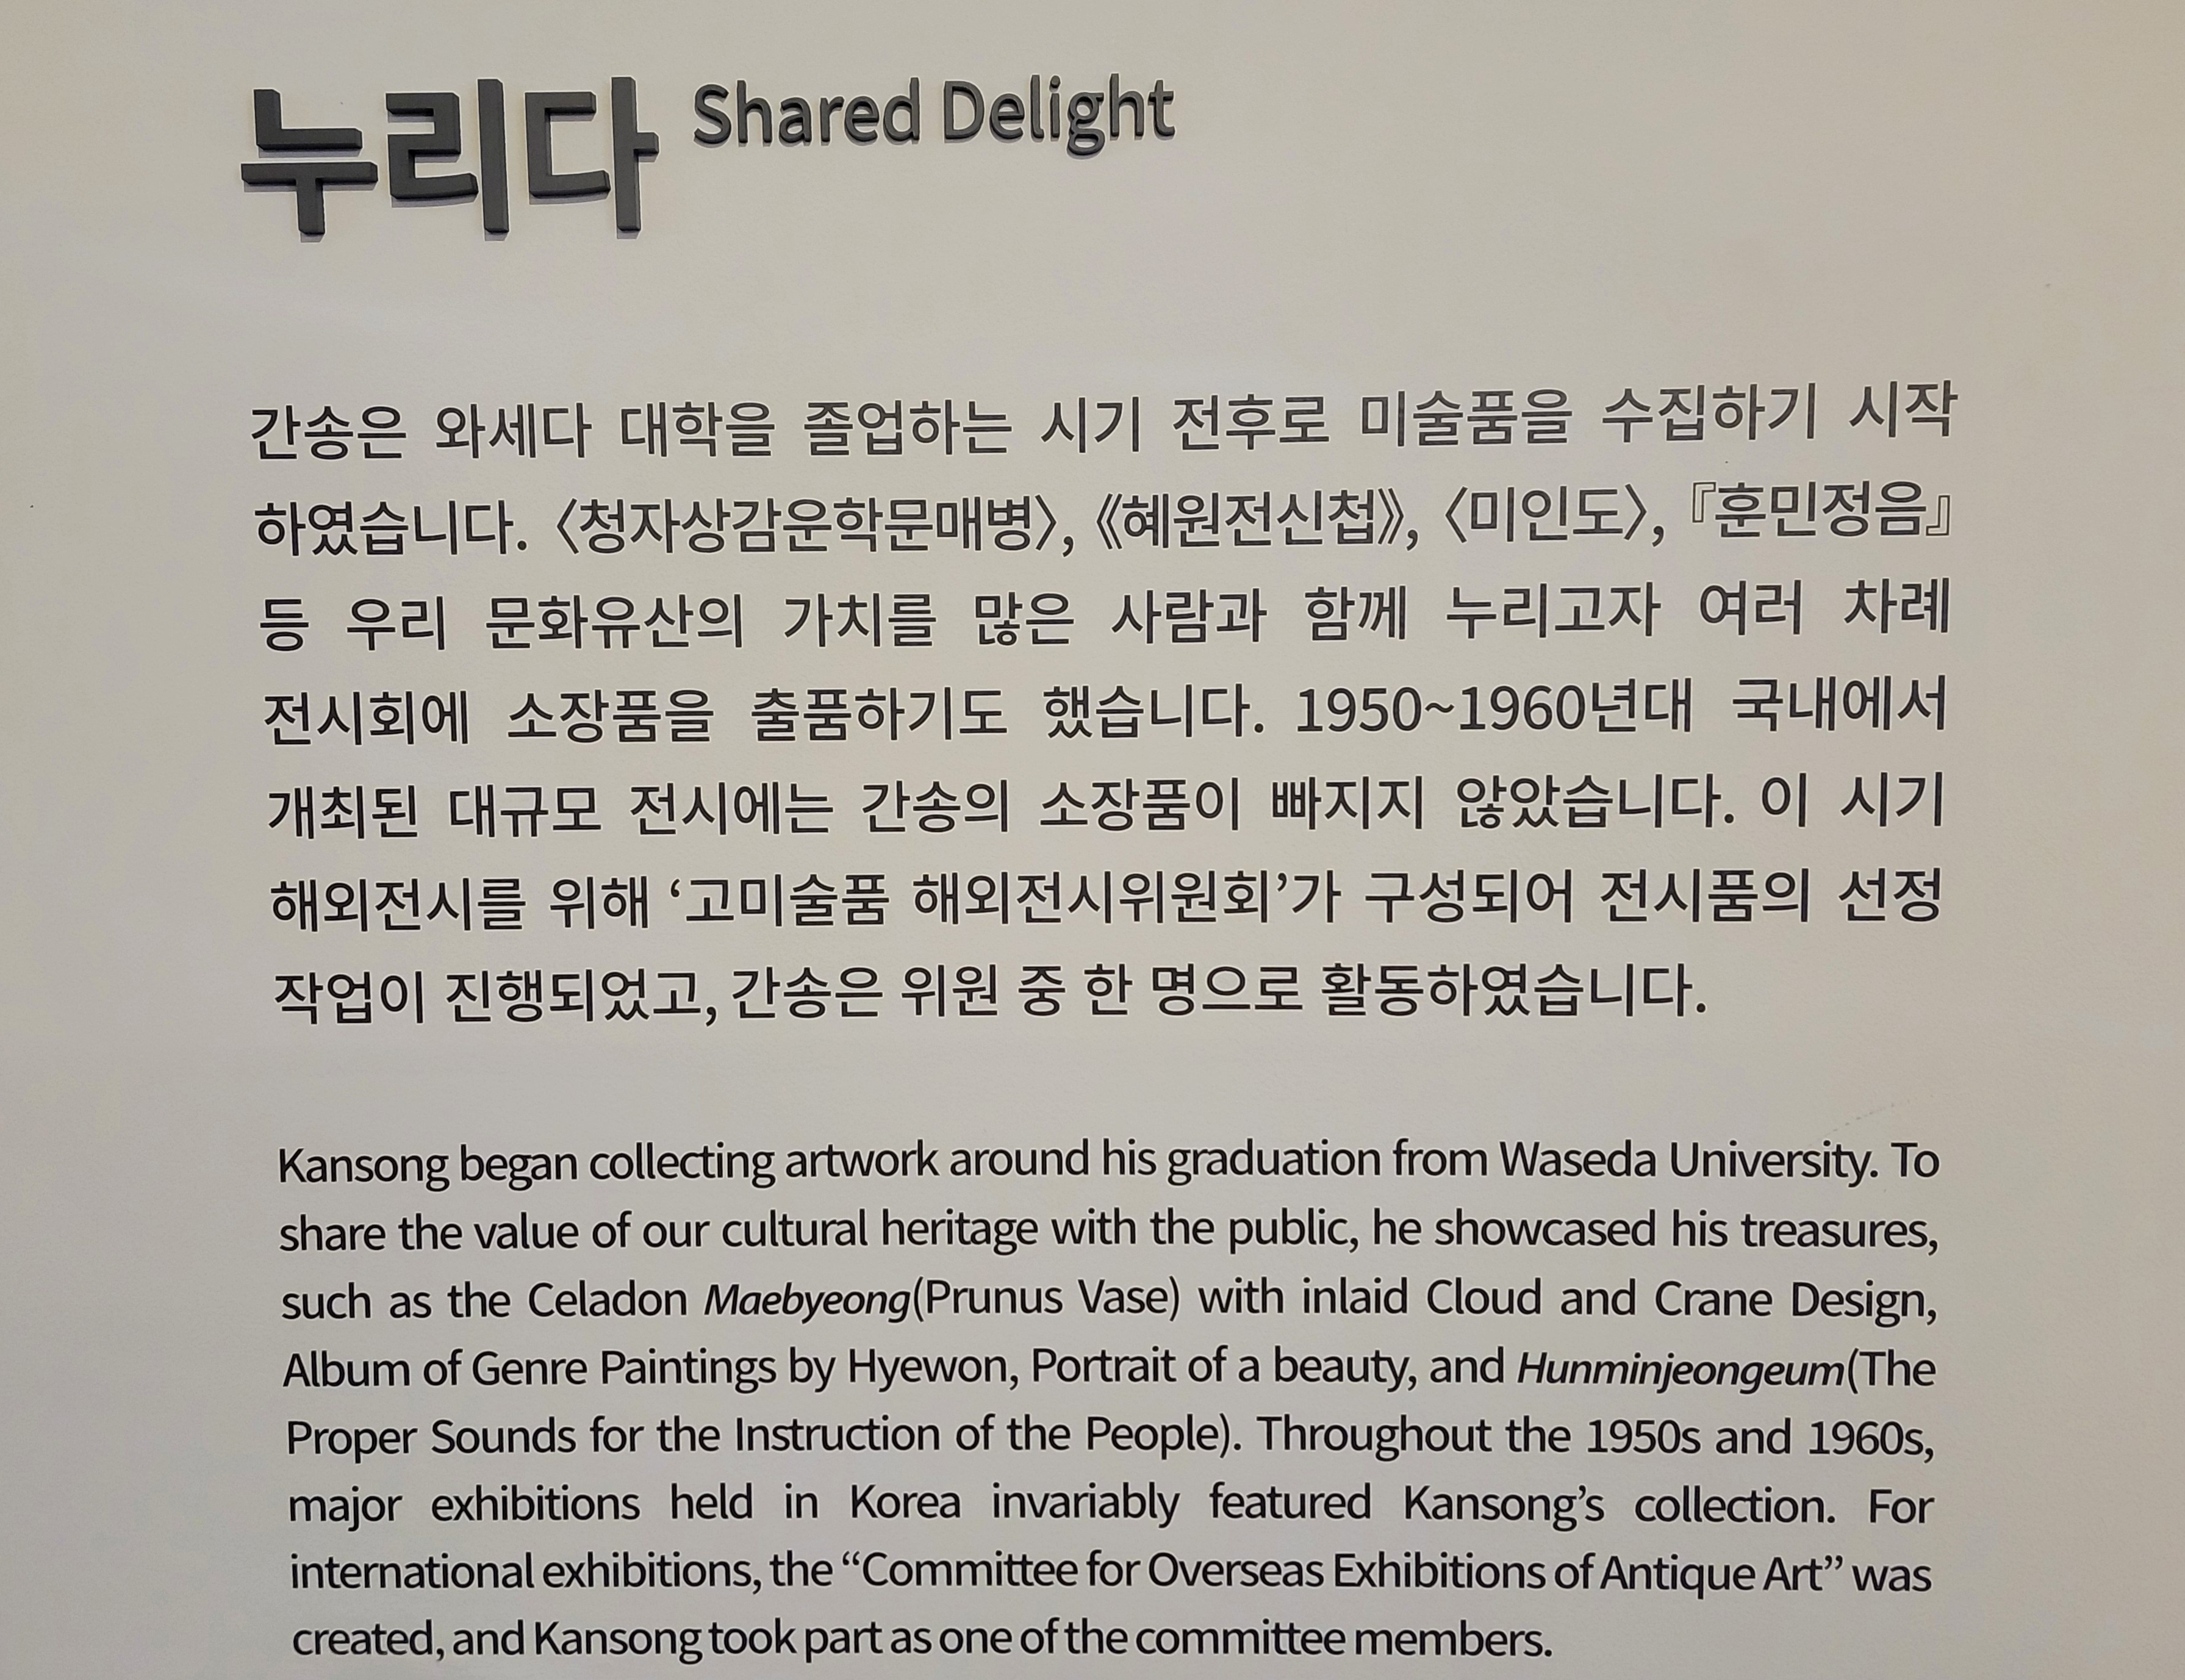 누리다 Shared Delight
간송은 와세다 대학을 졸업하는 시기 전후로 미술품을 수집하기 시작
하였습니다. 〈청자상감운학문매병〉, 《혜원전신첩》, 〈미인도〉, 『훈민정음』
등 우리 문화유산의 가치를 많은 사람과 함께 누리고자 여러 차례
전시회에 소장품을 출품하기도 했습니다. 1950~1960년대 국내에서
개최된 대규모 전시에는 간송의 소장품이 빠지지 않았습니다. 이 시기
해외전시를 위해 ‘고미술품 해외전시위원회’가 구성되어 전시품의 선정
작업이 진행되었고, 간송은 위원 중 한 명으로 활동하였습니다.
Kansong began collecting artwork around his graduation from Waseda University. To
share the value of our cultural heritage with the public, he showcased his treasures,
such as the Celadon Maebyeong(Prunus Vase) with inlaid Cloud and Crane Design,
Album of Genre Paintings by Hyewon, Portrait of a beauty, and Hunminjeongeum(The
Proper Sounds for the Instruction of the People). Throughout the 1950s and 1960s,
major exhibitions held in Korea invariably featured Kansong’s collection. For
international exhibitions, the “Committee for Overseas Exhibitions of Antique Art” was
created, and Kansong took part as one of the committee members.